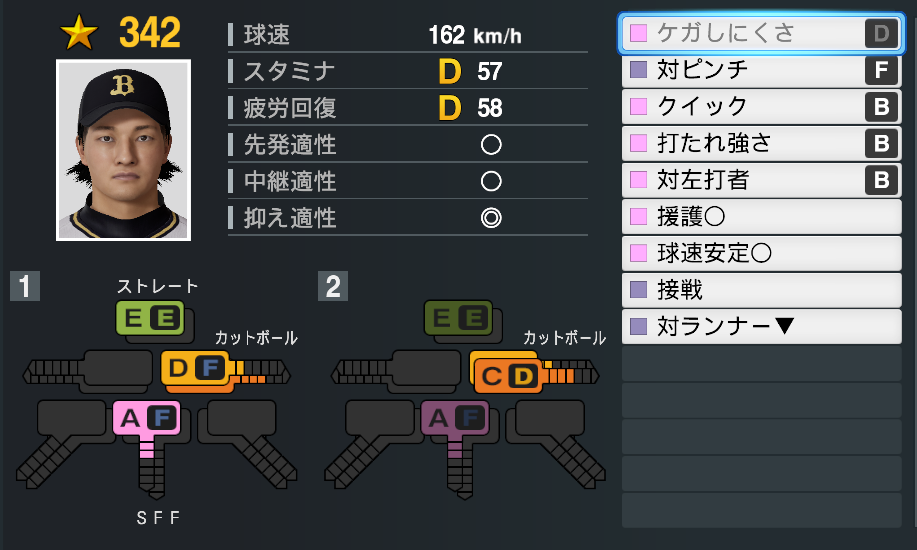 342
B
球速 162 km/h
スタミナ D 57
疲労回復 D 58
先発適性 ○
中継適性 ○
抑え適性 ◎
1
ストレート
E E
カットボール
D F
A F
SFF
2
E E
カットボール
C D
A F
ケガしにくさ D
対ピンチ F
クイック B
打たれ強さ B
対左打者 B
援護○
球速安定○
接戦
対ランナー▼